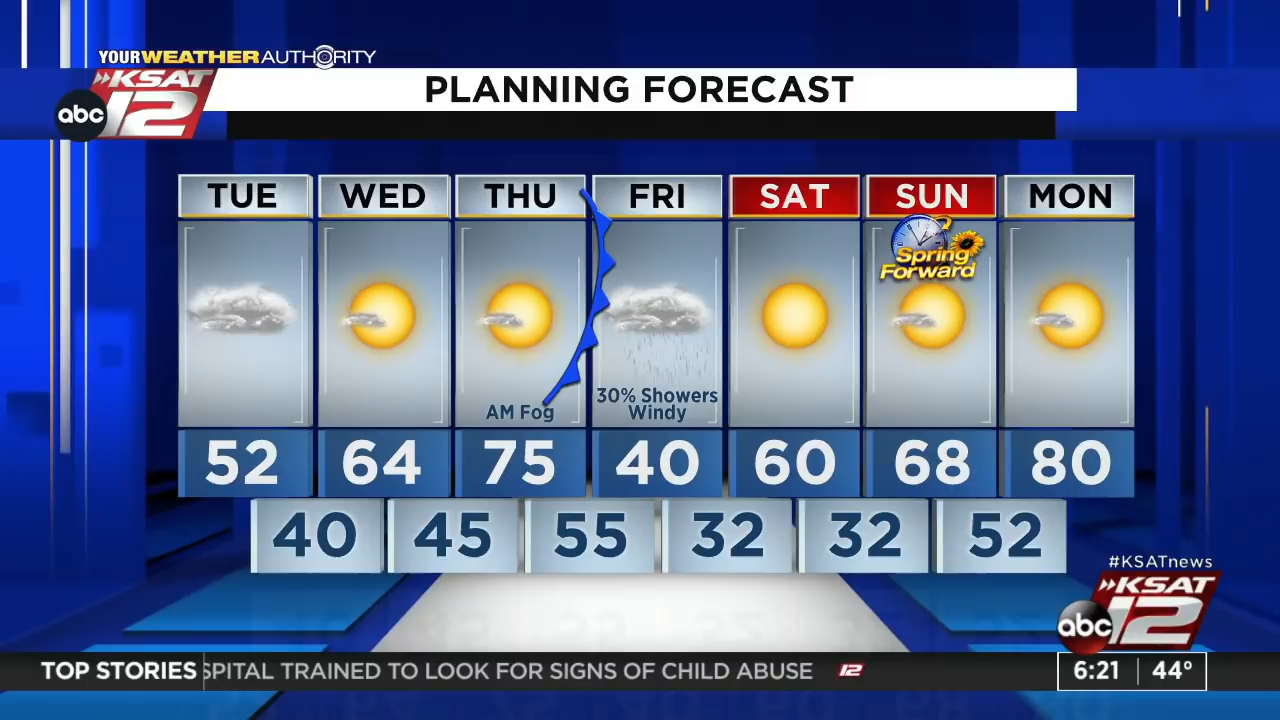 YOURWEATHERAUTHORITY
KSAT
abc 12
PLANNING FORECAST
TUE WED THU FRI SAT SUN MON
Spring
Forward
AM Fog
30% Showers
Windy
52 64 75 40 60 68 80
40 45 55 32 32 52
#KSATnews
KSAT
abc 12
TOP STORIES SPITAL TRAINED TO LOOK FOR SIGNS OF CHILD ABUSE 12
6:21 44°